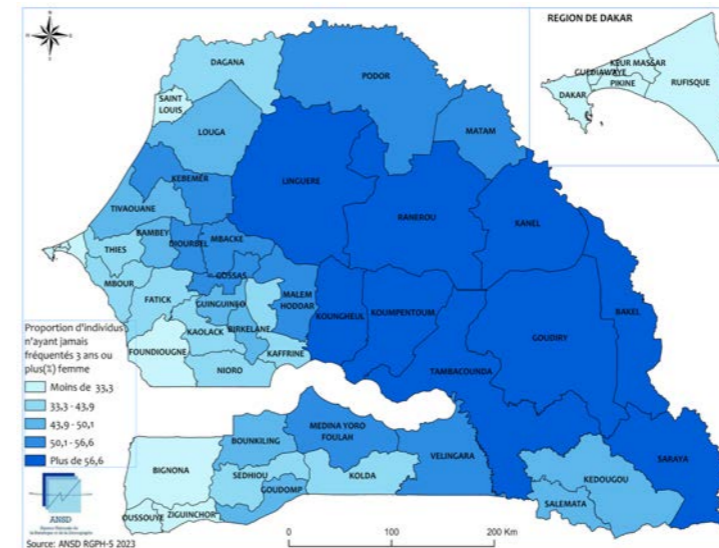 REGION DE DAKAR
KEUR MASSAR
GUEDIAWAYE
PIKINE
RUFISQUE
DAKAR
DAGANA
PODOR
SAINT
LOUIS
LOUGA
MATAM
KEBEMER
LINGUERE
RANEROU
KANEL
TIVAOUANE
BAMBEY
MBACKE
DIOURBEL
THIES
GOSSAS
MBOUR
MALEM
HODDAR
FATICK
GUINGUINEO
KOUNGHEUL
KOUMPENTOUM
BAKEL
GOUDIRY
KAOLACK
BIRKELANE
FOUNDIOUGNE
KAFFRINE
NIORO
TAMBACOUNDA
Proportion d'individus
n'ayant jamais
fréquentés 3 ans ou
plus(%) femme
Moins de 33,3
33,3 - 43,9
43,9 - 50,1
50,1 - 56,6
Plus de 56,6
MEDINA YORO
FOULAH
BOUNKILING
VELINGARA
SARAYA
BIGNONA
SEDHIOU
KOLDA
KEDOUGOU
GOUDOMP
SALEMATA
OUSSOUYE
ZIGUINCHOR
ANSD
0 100 200 Km
Source: ANSD RGPH-5 2023